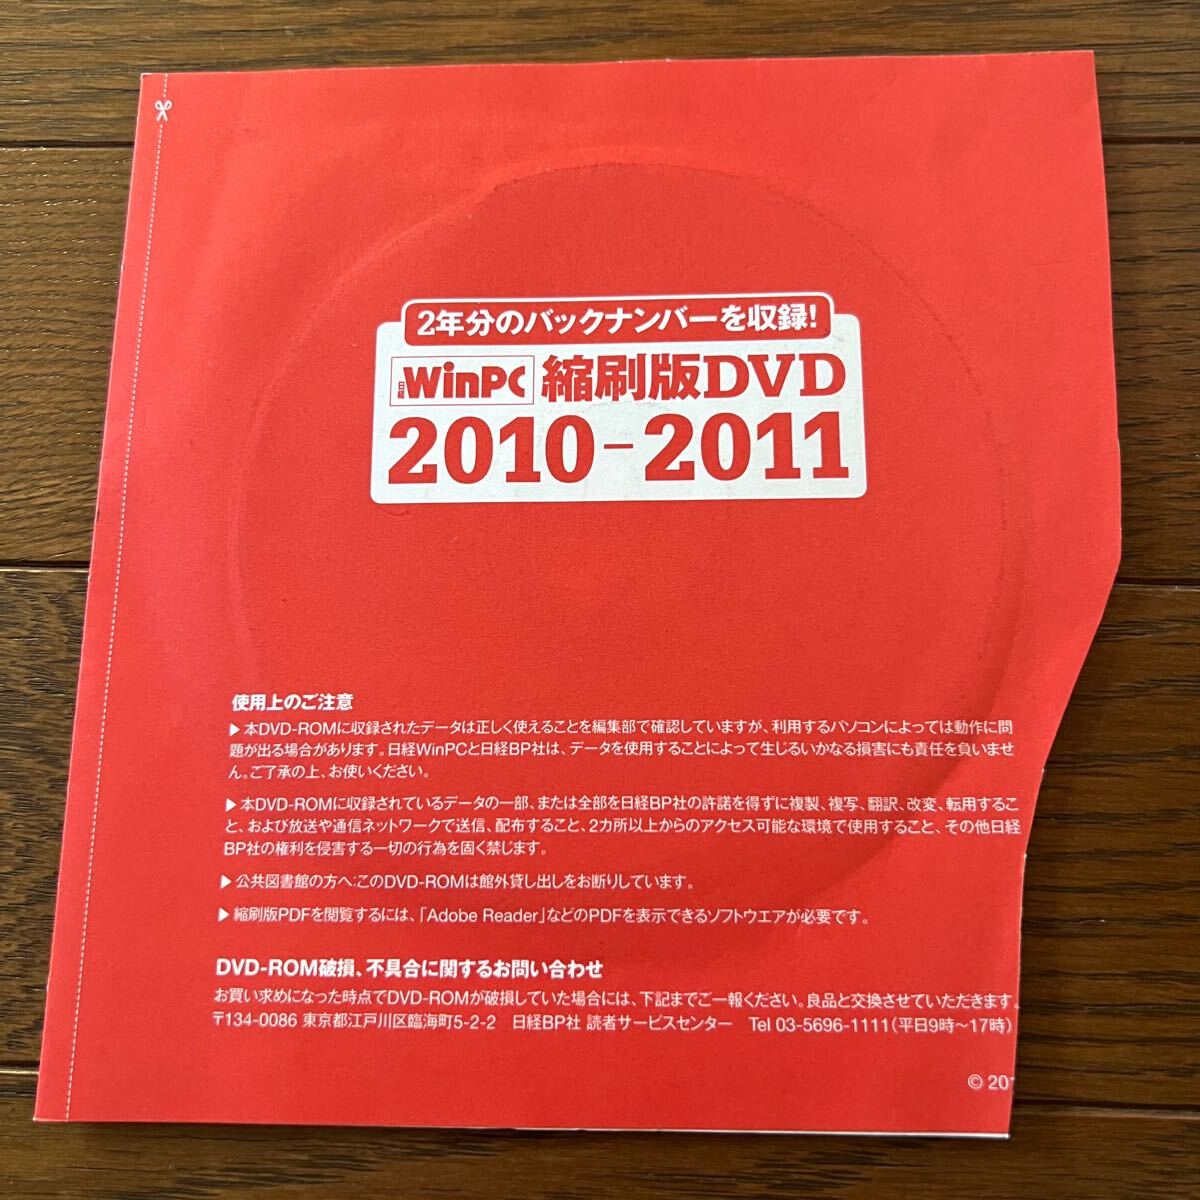 2年分のバックナンバーを収録!
日経 WinPC 縮刷版DVD
2010-2011
使用上のご注意
▶本DVD-ROMに収録されたデータは正しく使えることを編集部で確認していますが、利用するパソコンによっては動作に問
題が出る場合があります。日経WinPCと日経BP社は、データを使用することによって生じるいかなる損害にも責任を負いませ
ん。ご了承の上、お使いください。
▶本DVD-ROMに収録されているデータの一部、または全部を日経BP社の許諾を得ずに複製、複写、翻訳、改変、転用するこ
と、および放送や通信ネットワークで送信、配布すること、2カ所以上からのアクセス可能な環境で使用すること、その他日経
BP社の権利を侵害する一切の行為を固く禁じます。
▶公共図書館の方へ:このDVD-ROMは館外貸し出しをお断りしています。
▶縮刷版PDFを閲覧するには、「Adobe Reader」などのPDFを表示できるソフトウエアが必要です。
DVD-ROM破損、不具合に関するお問い合わせ
お買い求めになった時点でDVD-ROMが破損していた場合には、下記までご一報ください。良品と交換させていただきます。
〒134-0086 東京都江戸川区臨海町5-2-2 日経BP社 読者サービスセンター Tel 03-5696-1111(平日9時~17時)
© 20